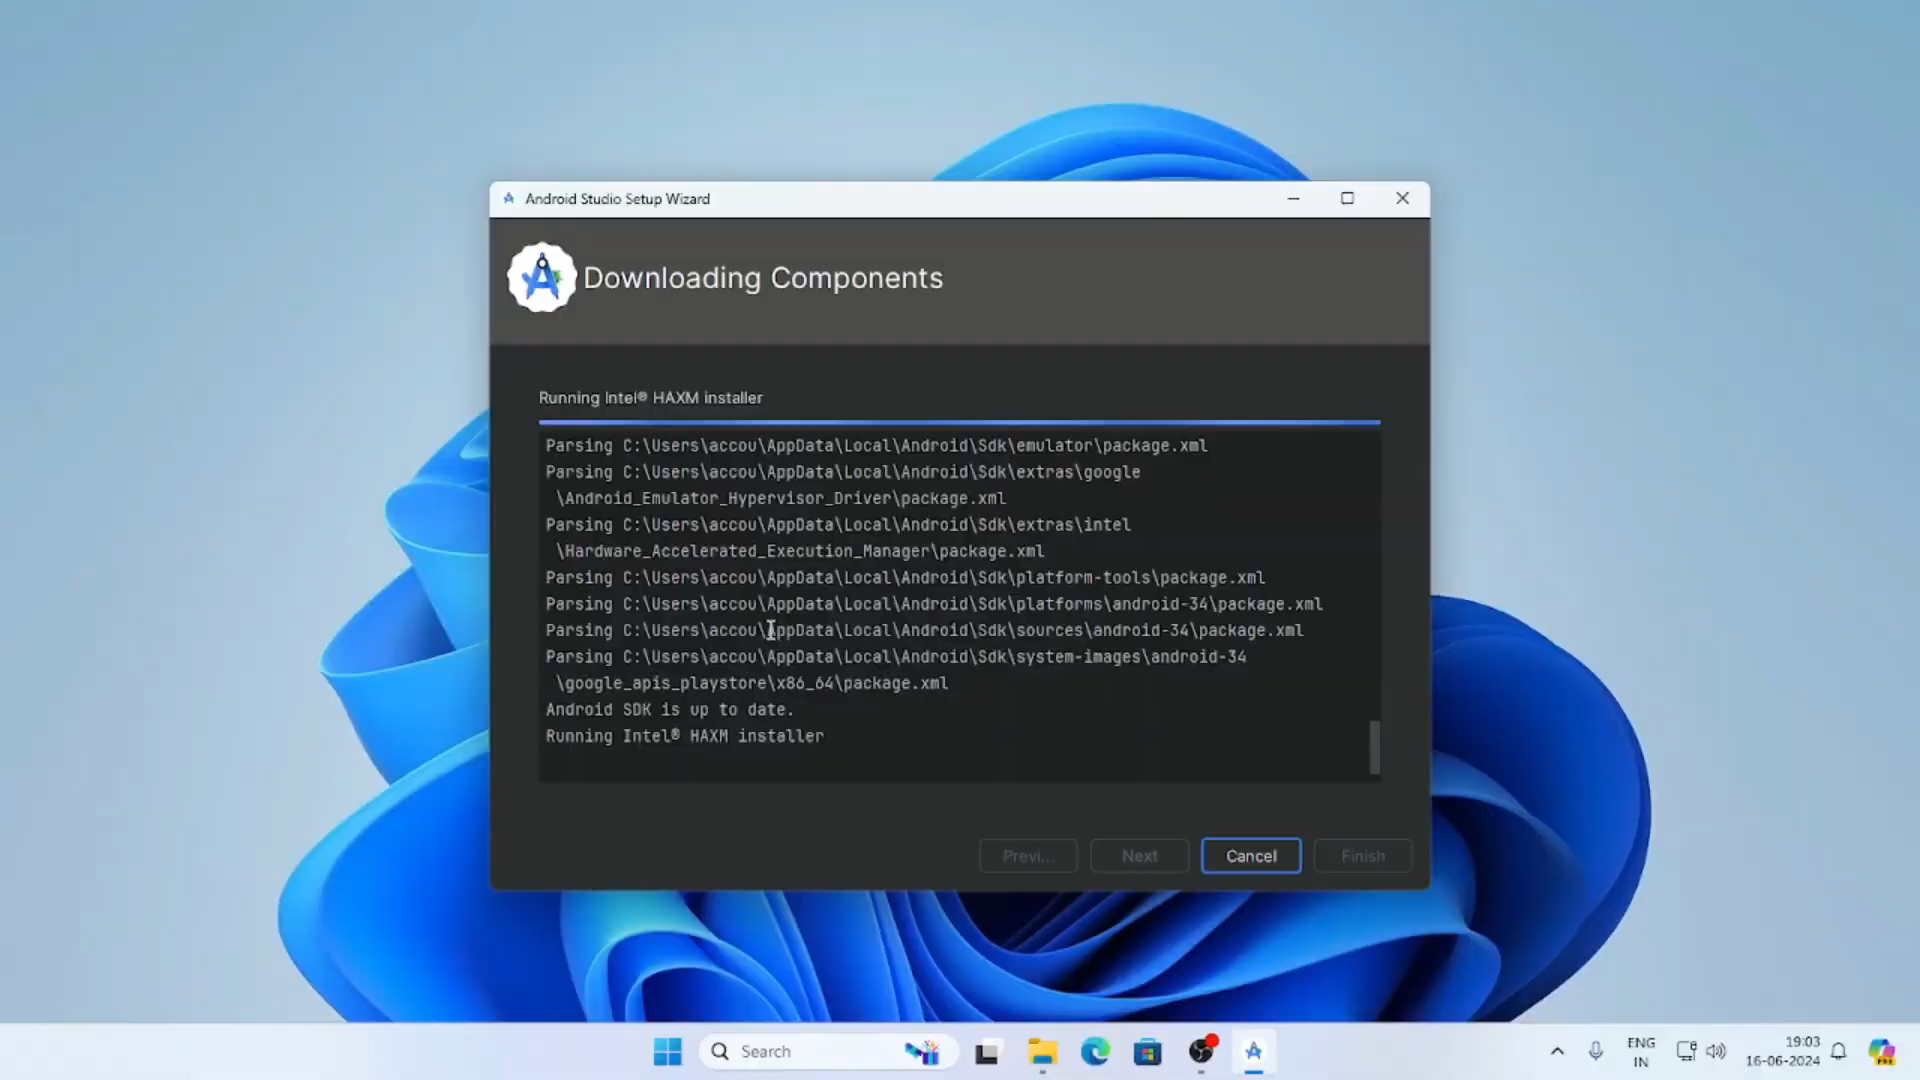 Android Studio Setup Wizard
Downloading Components
Running Intel® HAXM installer
Parsing C:\Users\accou\AppData\Local\Android\Sdk\emulator\package.xml
Parsing C:\Users\accou\AppData\Local\Android\Sdk\extras\google
\Android_Emulator_Hypervisor_Driver\package.xml
Parsing C:\Users\accou\AppData\Local\Android\Sdk\extras\intel
\Hardware_Accelerated_Execution_Manager\package.xml
Parsing C:\Users\accou\AppData\Local\Android\Sdk\platform-tools\package.xml
Parsing C:\Users\accou\AppData\Local\Android\Sdk\platforms\android-34\package.xml
Parsing C:\Users\accou\AppData\Local\Android\Sdk\sources\android-34\package.xml
Parsing C:\Users\accou\AppData\Local\Android\Sdk\system-images\android-34
\google_apis_playstore\x86_64\package.xml
Android SDK is up to date.
Running Intel® HAXM installer
Previ... Next Cancel Finish
Search
ENG
IN
19:03
16-06-2024
PRE